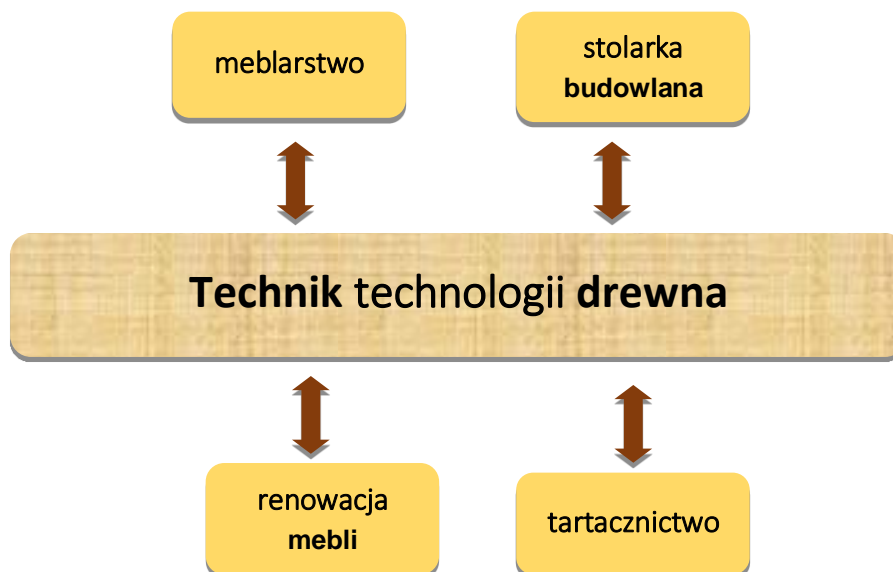 meblarstwo
stolarka
budowlana
Technik technologii drewna
renowacja
mebli
tartacznictwo